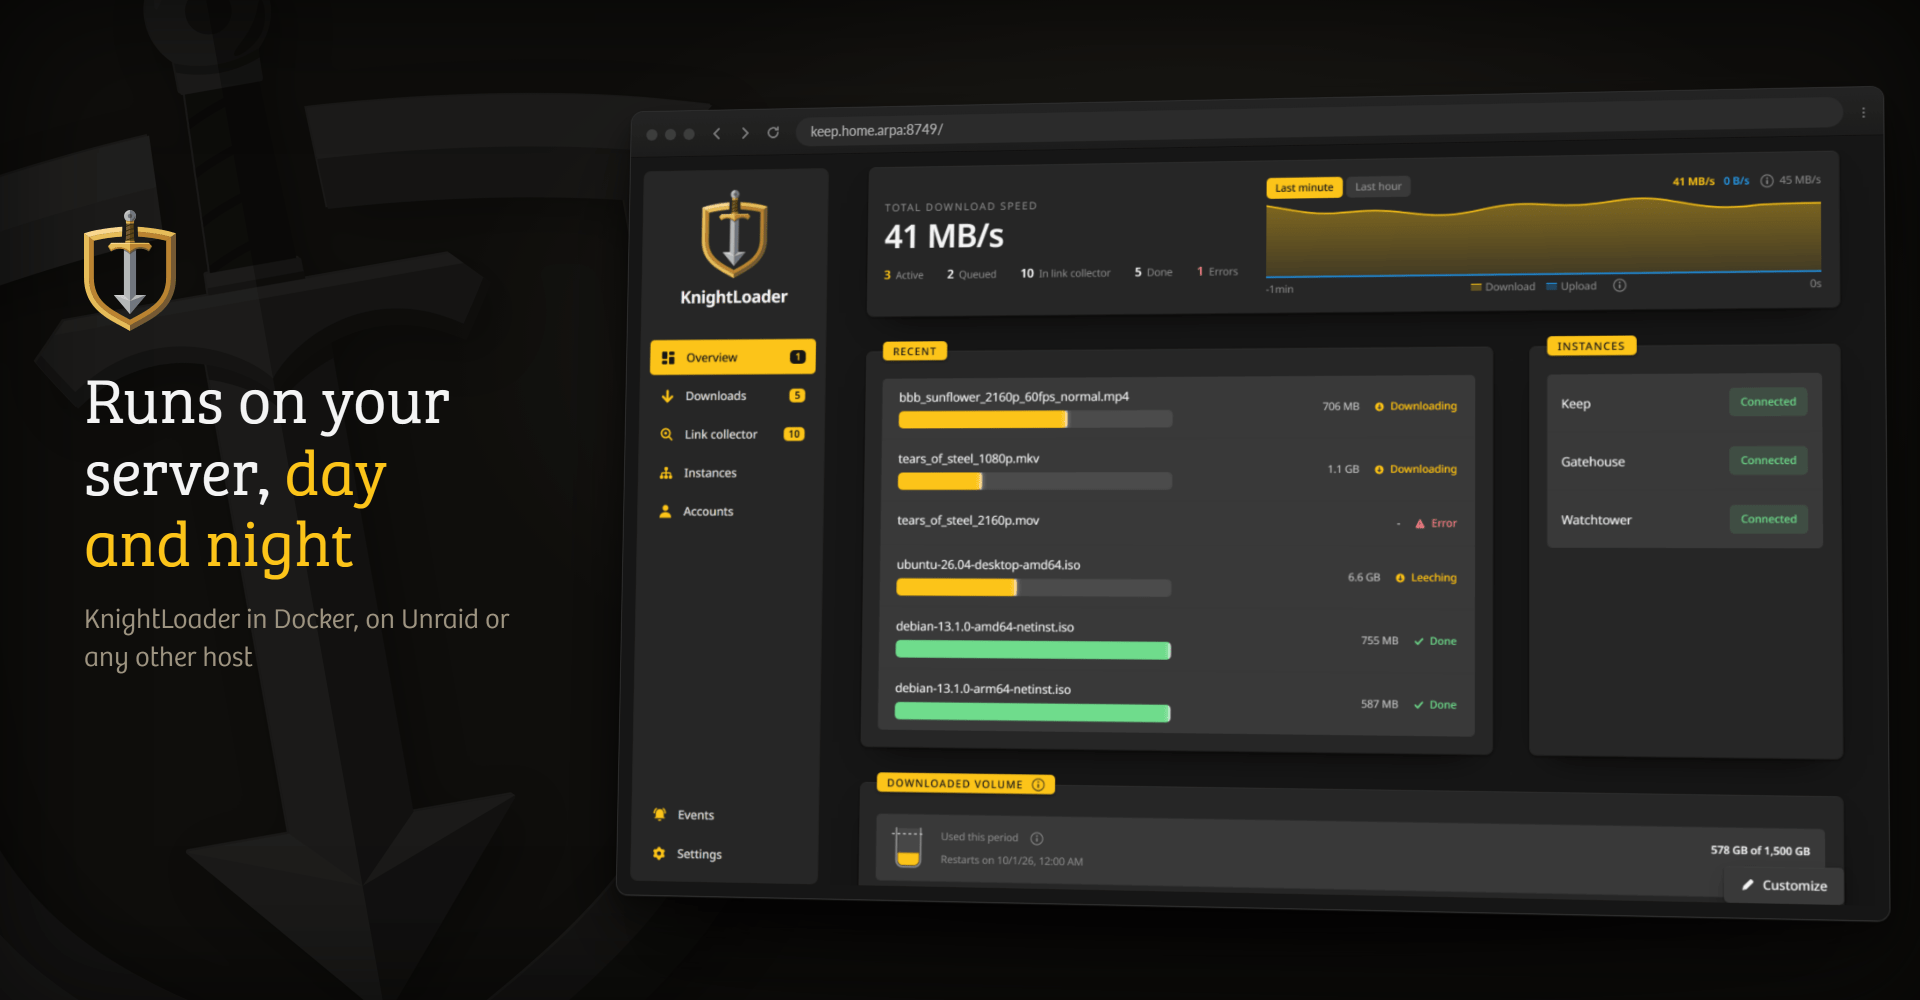 Runs on your
server, day
and night
KnightLoader in Docker, on Unraid or
any other host
keep.home.arpa:8749/
KnightLoader
Overview 1
Downloads 5
Link collector 10
Instances
Accounts
Events
Settings
TOTAL DOWNLOAD SPEED
41 MB/s
3 Active 2 Queued 10 In link collector 5 Done 1 Errors
Last minute Last hour
41 MB/s 0 B/s 45 MB/s
-1min Download Upload 0s
RECENT
bbb_sunflower_2160p_60fps_normal.mp4 706 MB Downloading
tears_of_steel_1080p.mkv 1.1 GB Downloading
tears_of_steel_2160p.mov - Error
ubuntu-26.04-desktop-amd64.iso 6.6 GB Leeching
debian-13.1.0-amd64-netinst.iso 755 MB Done
debian-13.1.0-arm64-netinst.iso 587 MB Done
INSTANCES
Keep Connected
Gatehouse Connected
Watchtower Connected
DOWNLOADED VOLUME
Used this period
Restarts on 10/1/26, 12:00 AM
578 GB of 1,500 GB
Customize